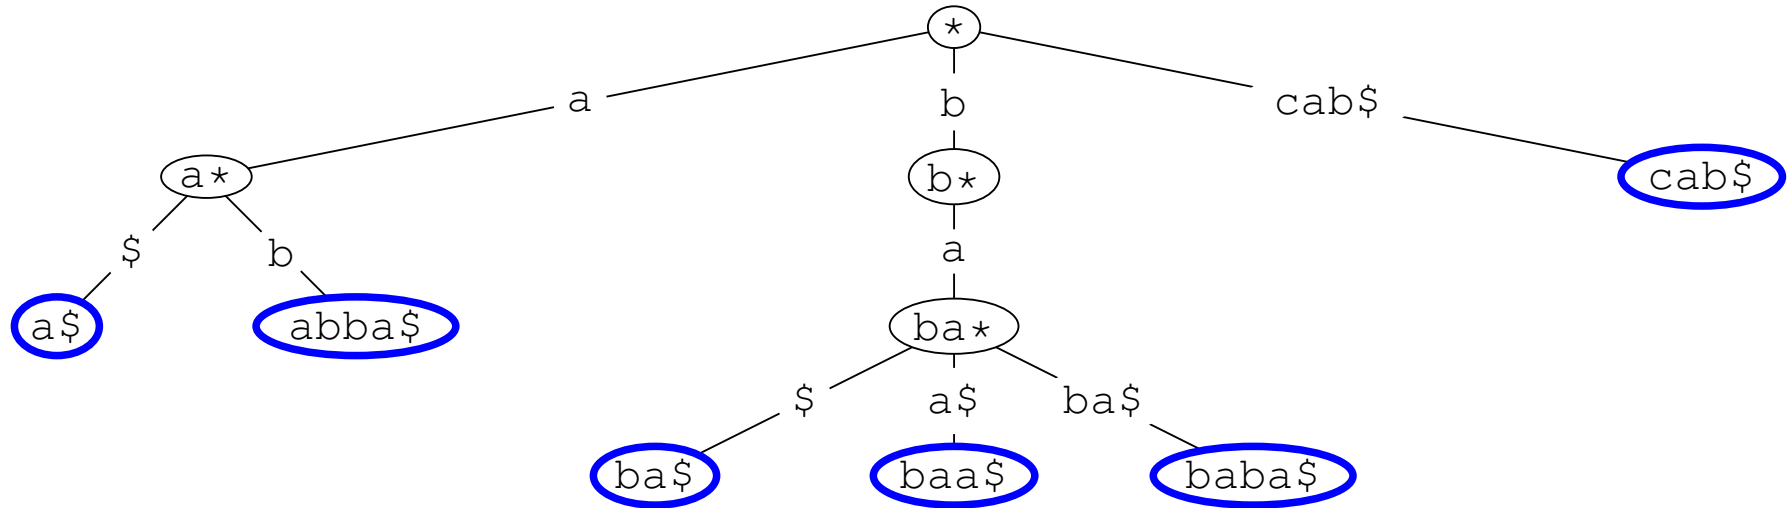 *
a b cab$
a* b* cab$
$ b a
a$ abba$ ba*
$ a$ ba$
ba$ baa$ baba$